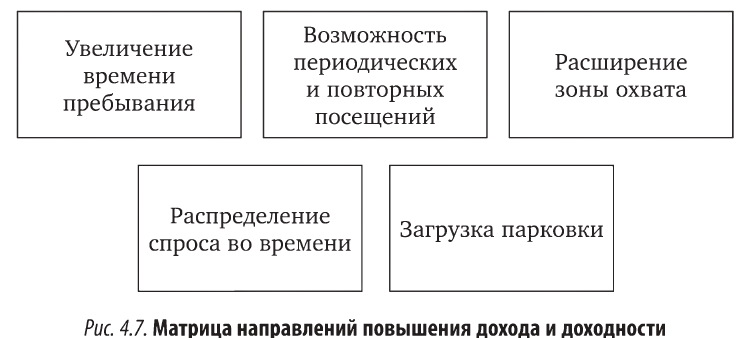 Увеличение
времени
пребывания
Возможность
периодических
и повторных
посещений
Расширение
зоны охвата
Распределение
спроса во времени
Загрузка парковки
Рис. 4.7. Матрица направлений повышения дохода и доходности